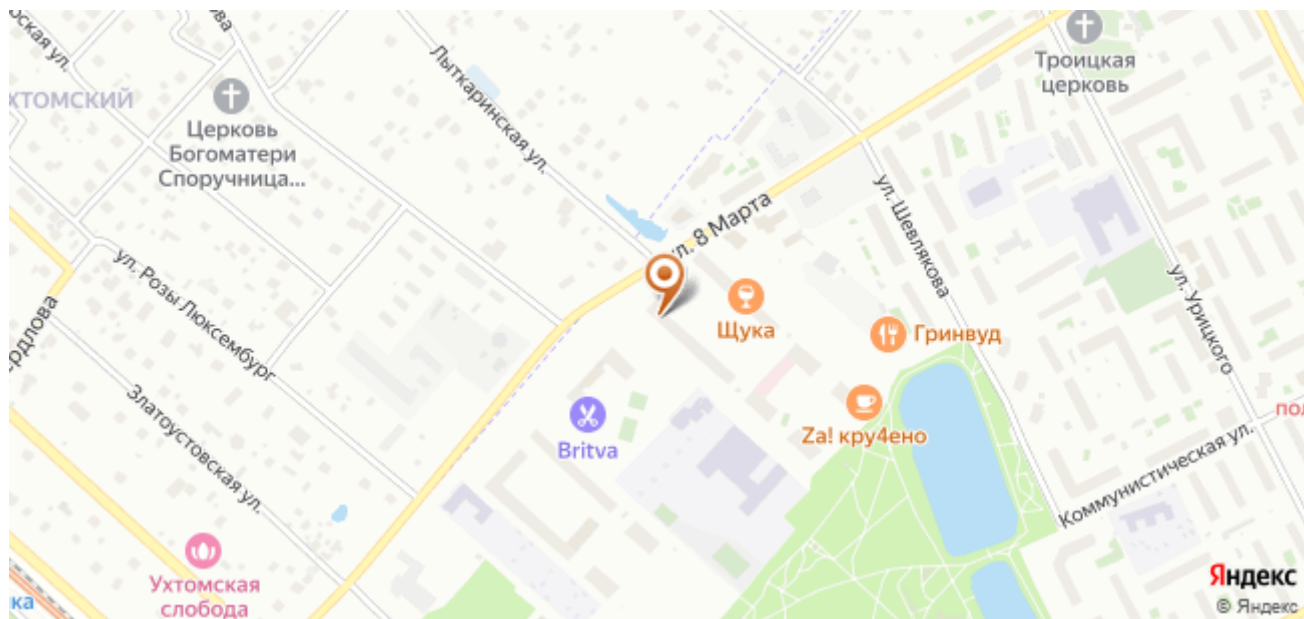 Троицкая
церковь
ХТОМСКИЙ
Церковь
Богоматери
Споручница...
Лыткаринская ул.
ул. 8 Марта
ул. Шевлякова
ул. Урицкого
ул. Розы Люксембург
Щука
Гринвуд
Za! кру4ено
Britva
Златоустовская ул.
Коммунистическая ул.
Ухтомская
слобода
Яндекс
© Яндекс